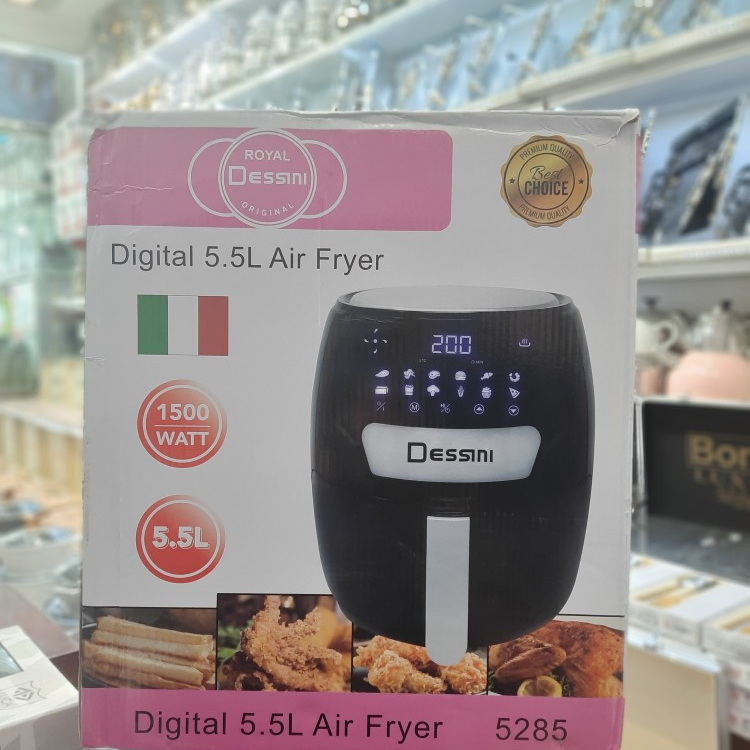 ROYAL
DESSINI
ORIGINAL
PREMIUM QUALITY
Best
CHOICE
PREMIUM QUALITY
Digital 5.5L Air Fryer
200
1500
WATT
M
DESSINI
5.5L
Bon
Digital 5.5L Air Fryer 5285